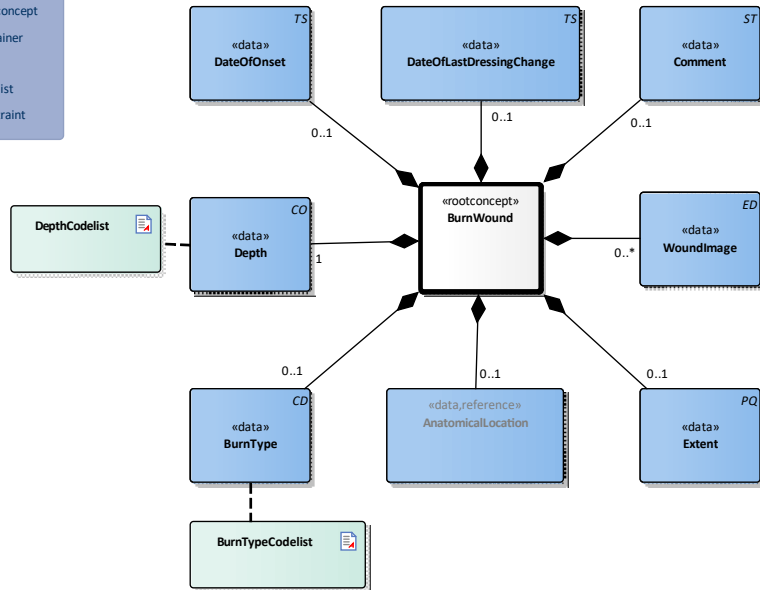 concept
ainer
ist
raint
TS
«data»
DateOfOnset
TS
«data»
DateOfLastDressingChange
ST
«data»
Comment
0..1
0..1
0..1
«rootconcept»
BurnWound
DepthCodelist
CO
«data»
Depth
1
ED
«data»
WoundImage
0..*
0..1
0..1
0..1
CD
«data»
BurnType
«data,reference»
AnatomicalLocation
PQ
«data»
Extent
BurnTypeCodelist